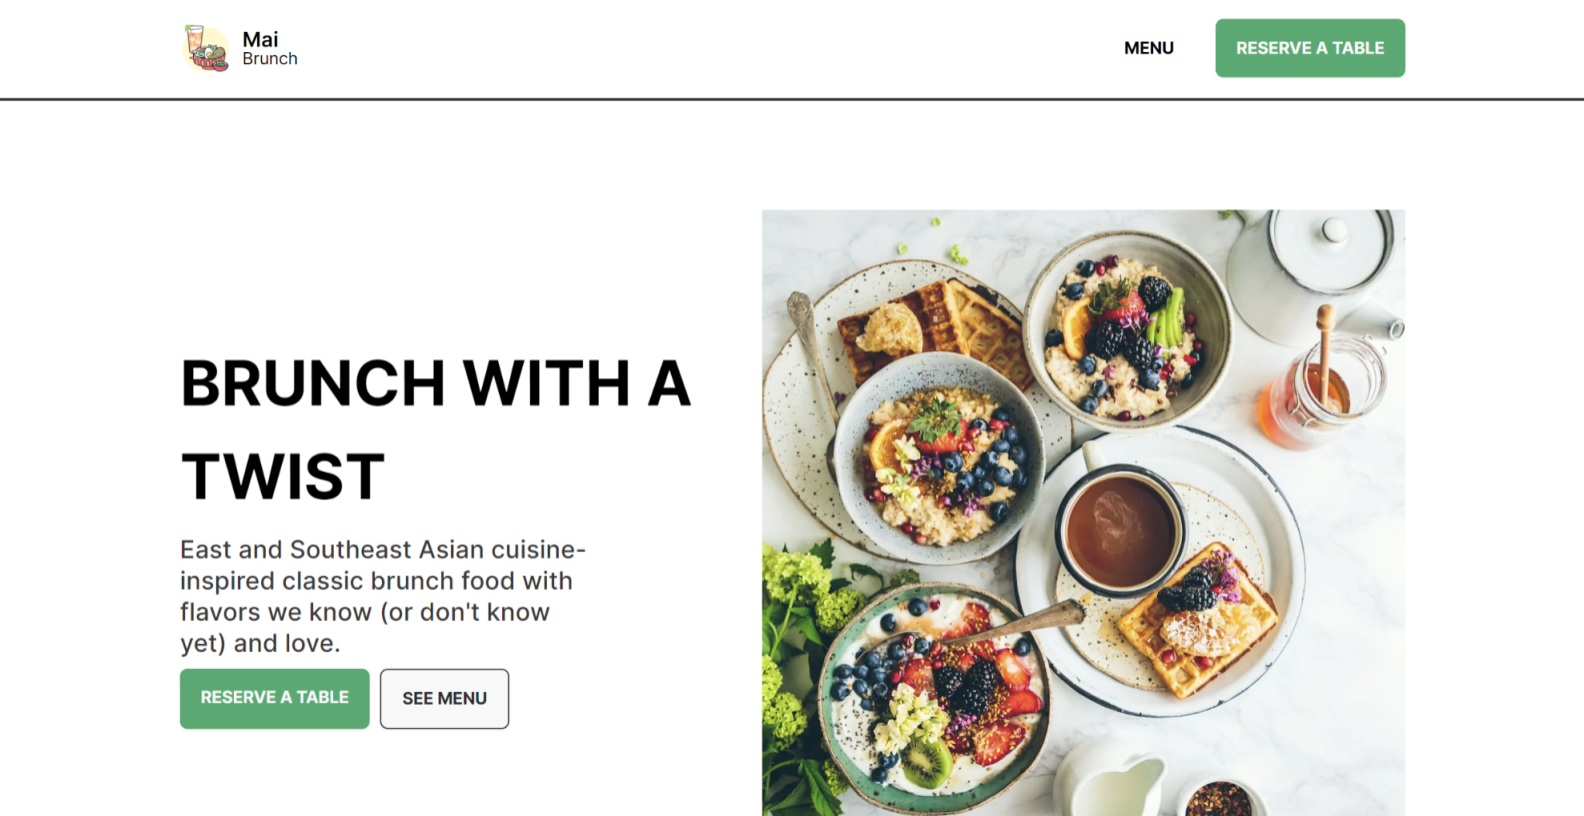 Mai
Brunch
MENU
RESERVE A TABLE
BRUNCH WITH A
TWIST
East and Southeast Asian cuisine-
inspired classic brunch food with
flavors we know (or don't know
yet) and love.
RESERVE A TABLE
SEE MENU